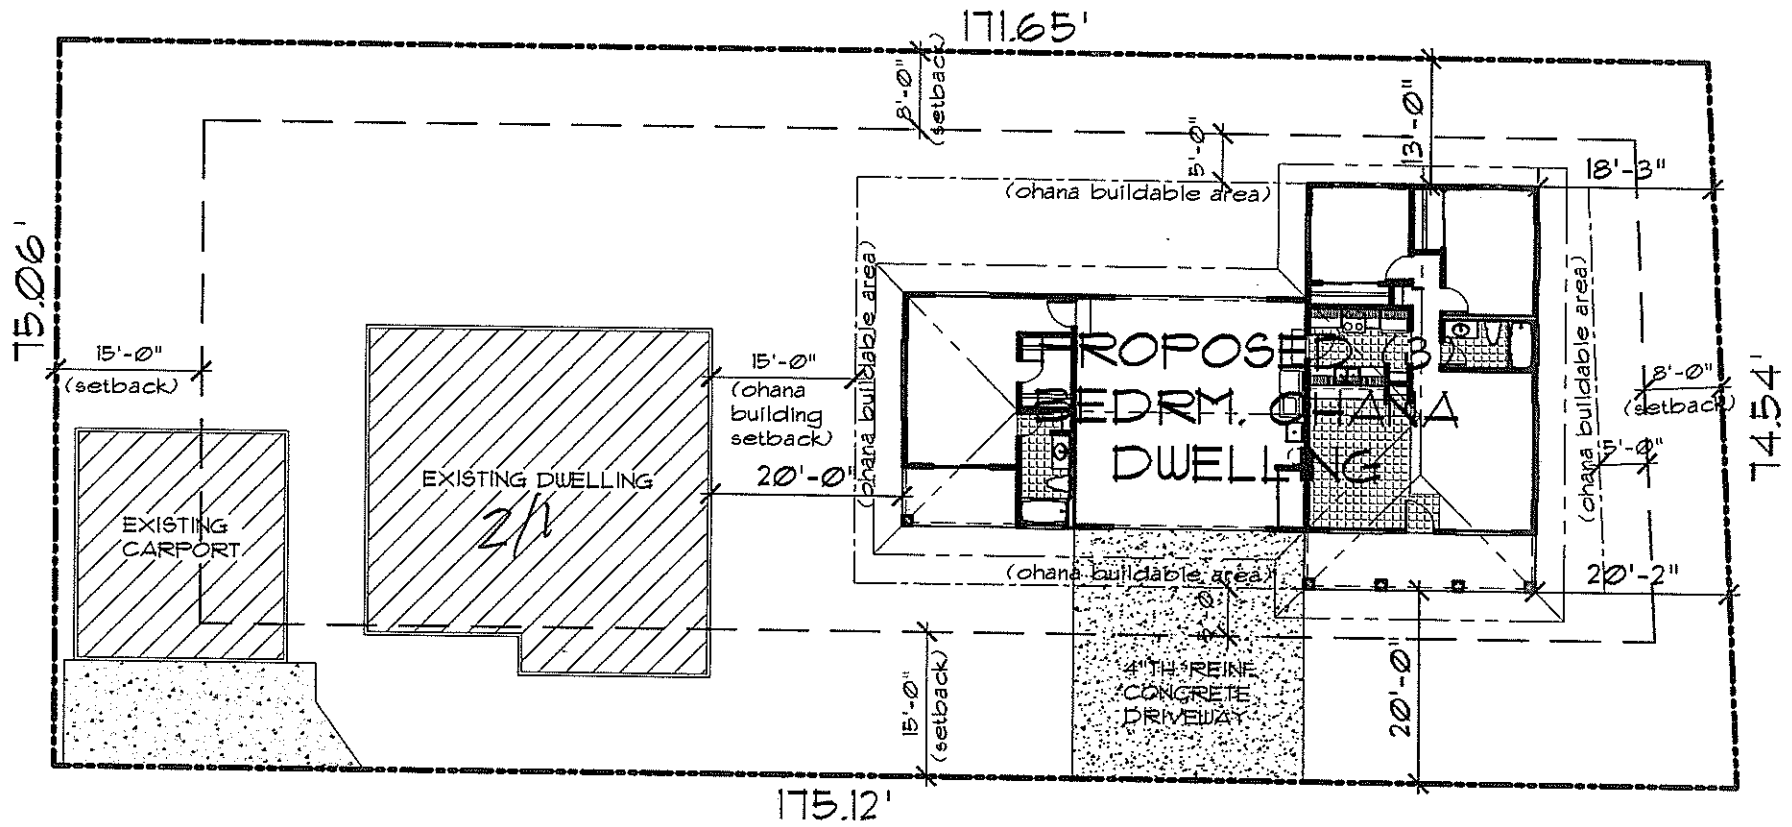 171.65'
8'-0"
(setback)
5'-0"
(ohana buildable area)
13'-0"
18'-3"
75.06'
15'-0"
(setback)
15'-0"
(ohana
building
setback)
(ohana buildable area)
20'-0"
PROPOSED (3)
BEDRM. OHANA
DWELLING
(ohana buildable area)
8'-0"
(setback)
5'-0"
74.54'
EXISTING DWELLING
2/1
EXISTING
CARPORT
(ohana buildable area)
20'-2"
5'-0"
15'-0"
(setback)
4"TH. REINF.
CONCRETE
DRIVEWAY
20'-0"
175.12'